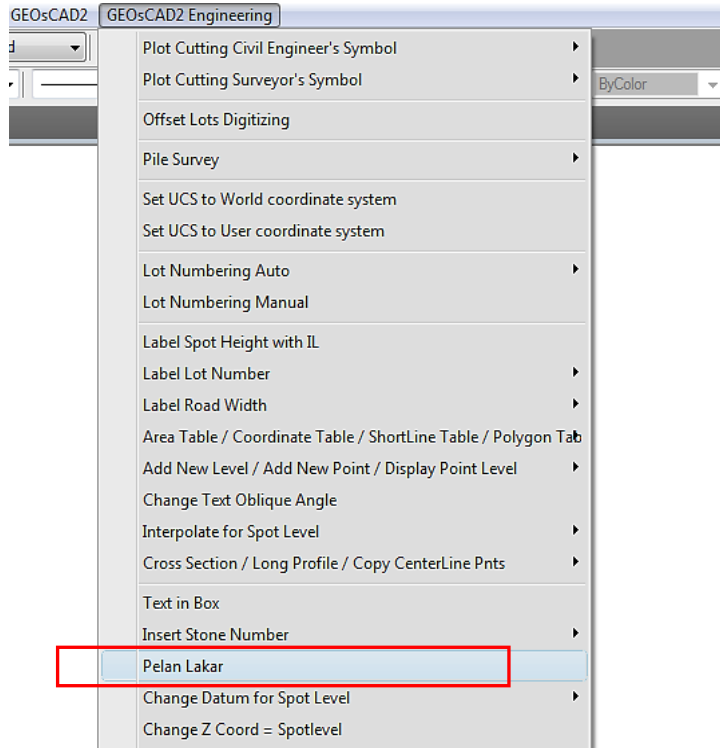 GEOsCAD2 GEOsCAD2 Engineering
Plot Cutting Civil Engineer's Symbol
Plot Cutting Surveyor's Symbol
ByColor
Offset Lots Digitizing
Pile Survey
Set UCS to World coordinate system
Set UCS to User coordinate system
Lot Numbering Auto
Lot Numbering Manual
Label Spot Height with IL
Label Lot Number
Label Road Width
Area Table / Coordinate Table / ShortLine Table / Polygon Tab
Add New Level / Add New Point / Display Point Level
Change Text Oblique Angle
Interpolate for Spot Level
Cross Section / Long Profile / Copy CenterLine Pnts
Text in Box
Insert Stone Number
Pelan Lakar
Change Datum for Spot Level
Change Z Coord = Spotlevel